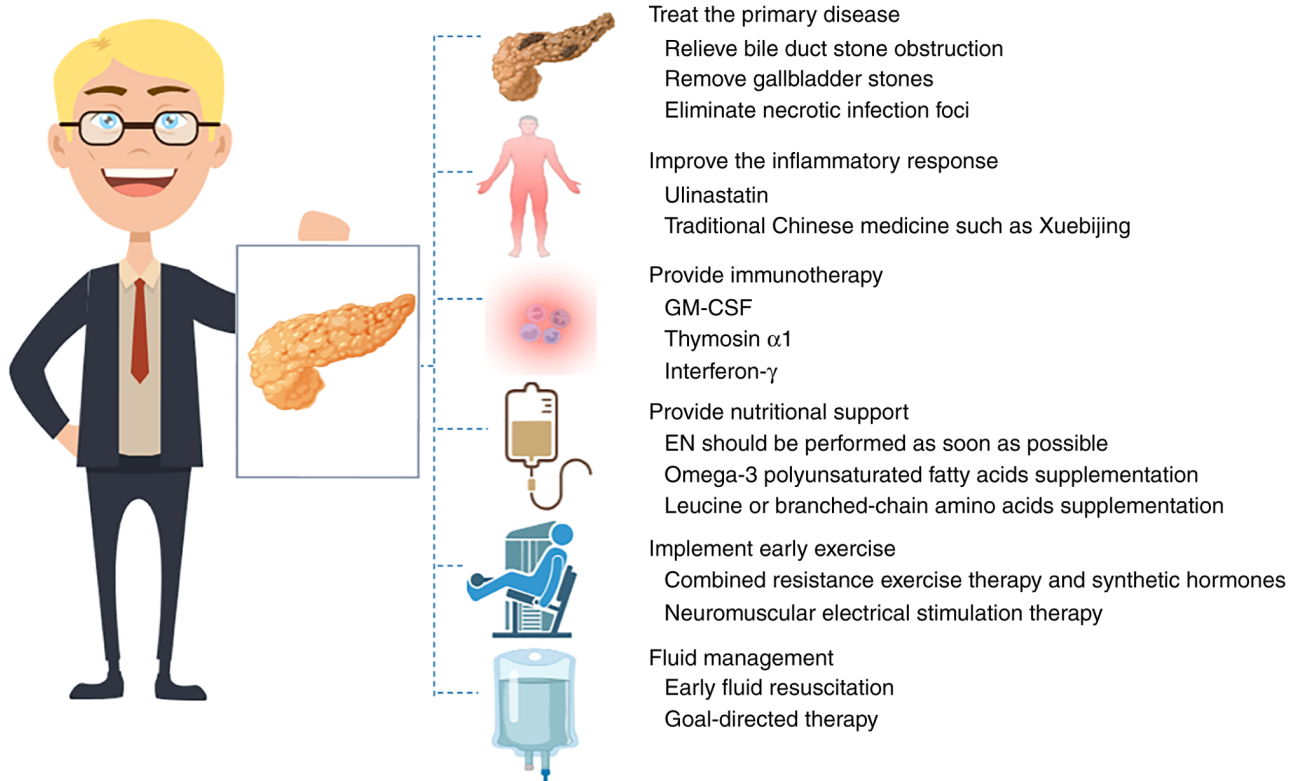 Treat the primary disease
Relieve bile duct stone obstruction
Remove gallbladder stones
Eliminate necrotic infection foci
Improve the inflammatory response
Ulinastatin
Traditional Chinese medicine such as Xuebijing
Provide immunotherapy
GM-CSF
Thymosin α1
Interferon-γ
Provide nutritional support
EN should be performed as soon as possible
Omega-3 polyunsaturated fatty acids supplementation
Leucine or branched-chain amino acids supplementation
Implement early exercise
Combined resistance exercise therapy and synthetic hormones
Neuromuscular electrical stimulation therapy
Fluid management
Early fluid resuscitation
Goal-directed therapy